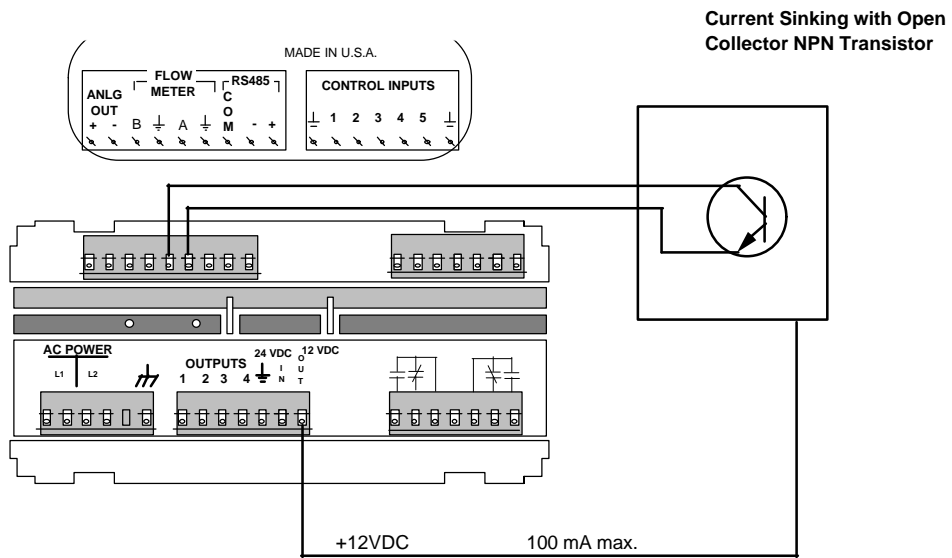 Current Sinking with Open
Collector NPN Transistor
MADE IN U.S.A.
ANLG
OUT
+ -
FLOW
METER
B ⏚ A ⏚
RS485
C
O
M
- +
CONTROL INPUTS
⏚ 1 2 3 4 5 ⏚
AC POWER
L1 L2
OUTPUTS
1 2 3 4
24 VDC
I
N
12 VDC
O
U
T
+12VDC 100 mA max.